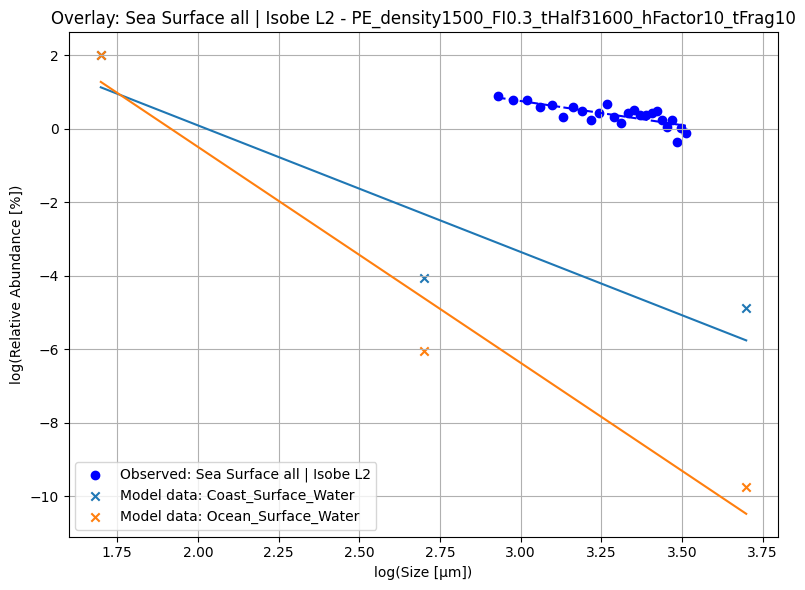 Overlay: Sea Surface all | Isobe L2 - PE_density1500_FI0.3_tHalf31600_hFactor10_tFrag10
log(Relative Abundance [%])
2
0
−2
−4
−6
−8
−10
Observed: Sea Surface all | Isobe L2
Model data: Coast_Surface_Water
Model data: Ocean_Surface_Water
1.75 2.00 2.25 2.50 2.75 3.00 3.25 3.50 3.75
log(Size [μm])